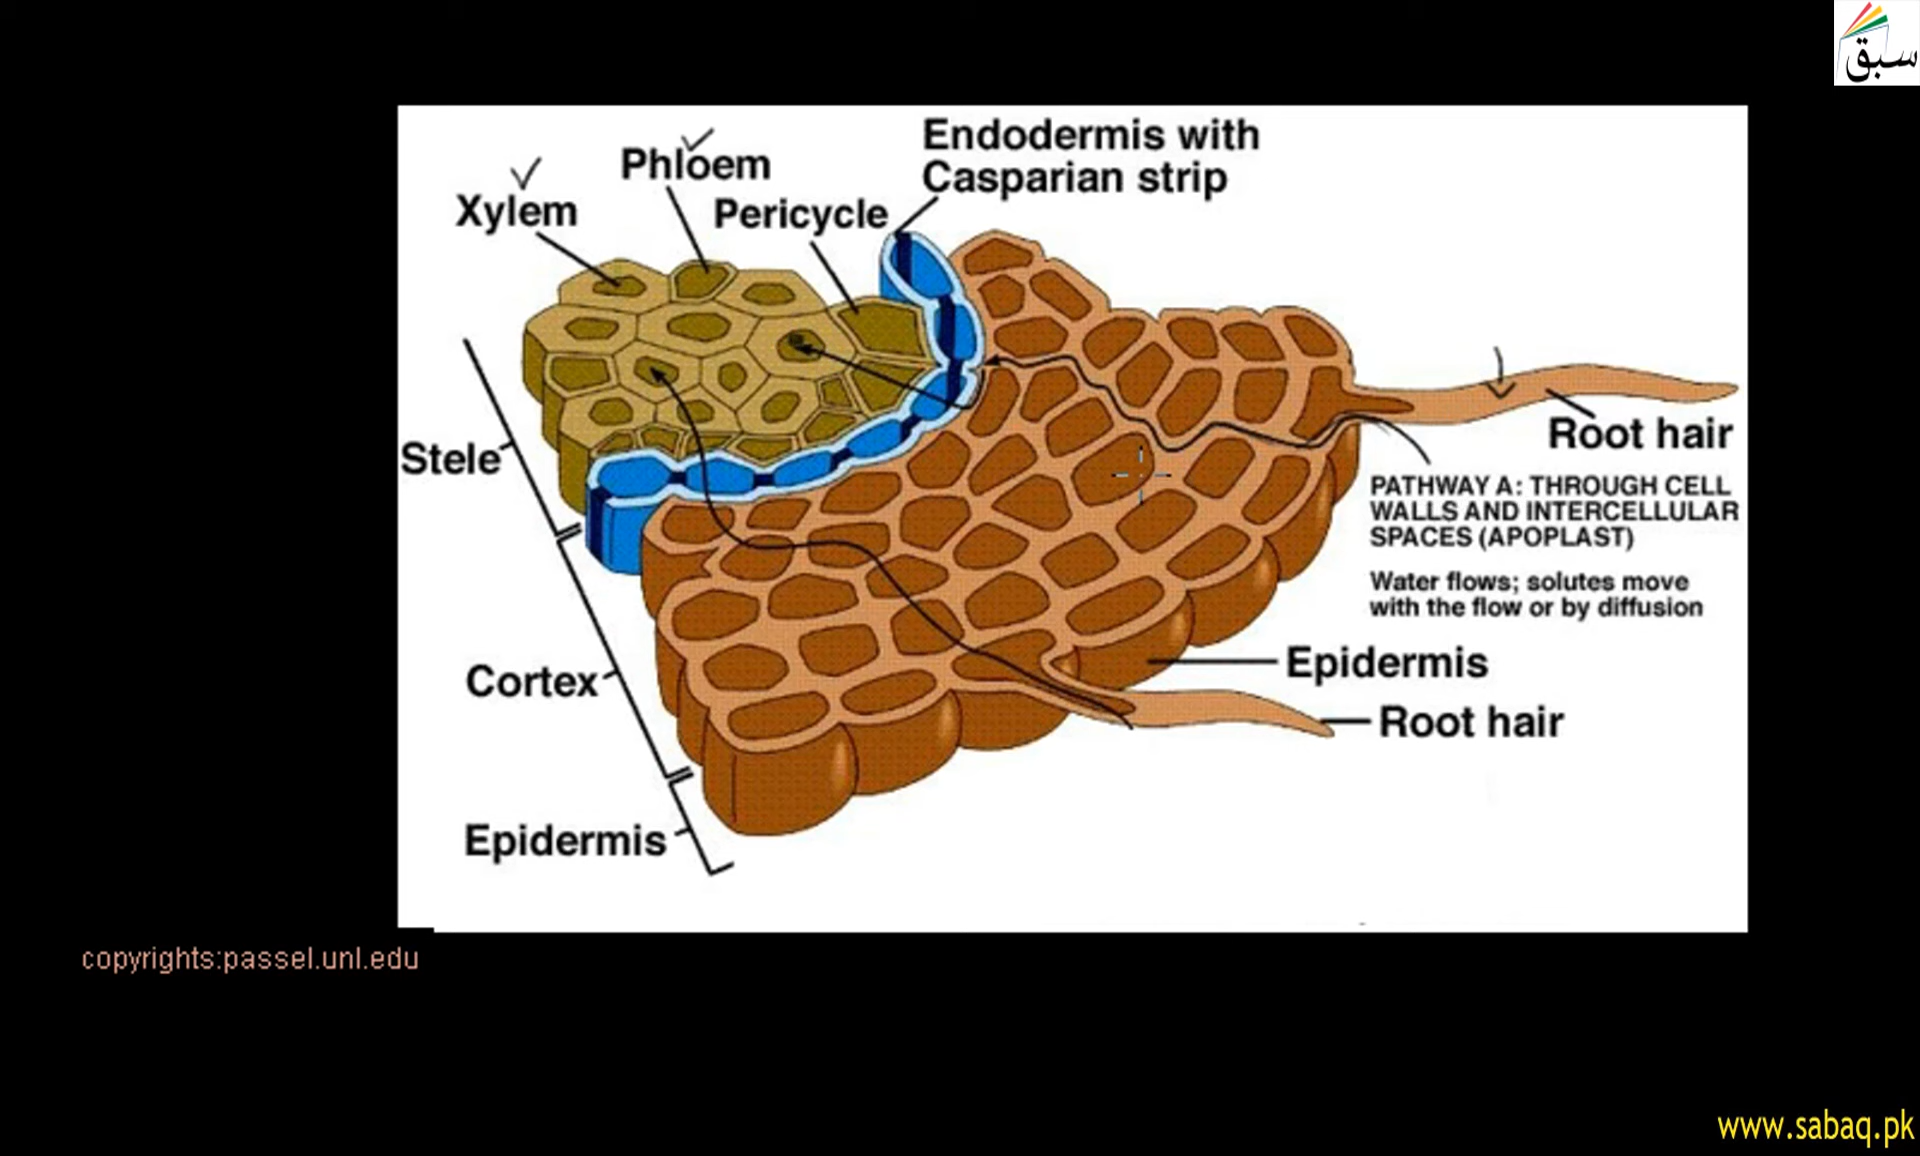 سبق
Endodermis with
Casparian strip
Phloem
Xylem
Pericycle
Stele
Root hair
PATHWAY A: THROUGH CELL
WALLS AND INTERCELLULAR
SPACES (APOPLAST)
Water flows; solutes move
with the flow or by diffusion
Cortex
Epidermis
Root hair
Epidermis
copyrights:passel.unl.edu
www.sabaq.pk